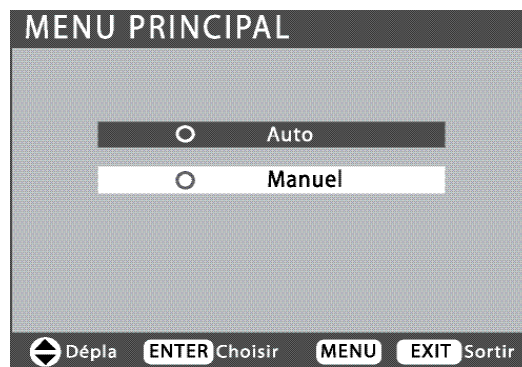 MENU PRINCIPAL
Auto
Manuel
Dépla ENTER Choisir MENU EXIT Sortir